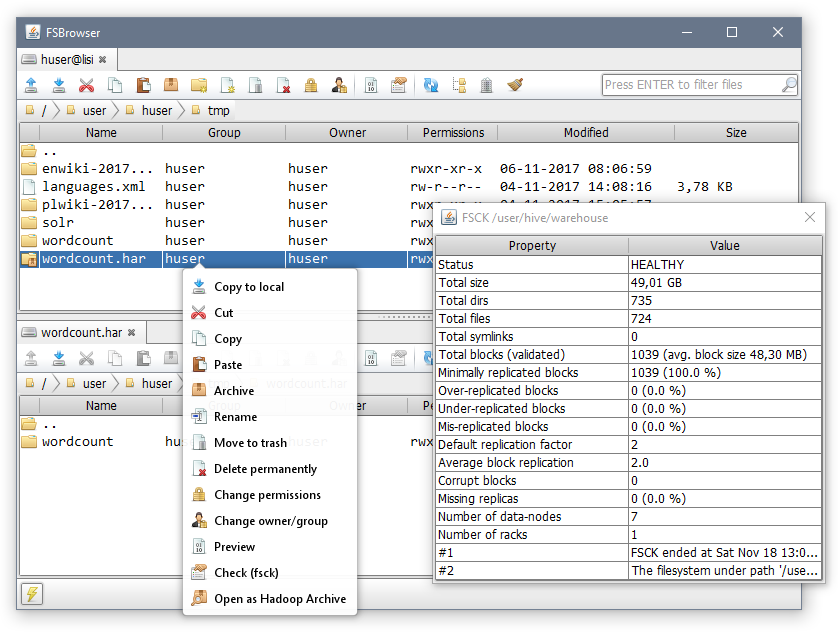 FSBrowser
huser@lisi
Press ENTER to filter files
/ user huser tmp
Name Group Owner Permissions Modified Size
..
enwiki-2017... huser huser rwxr-xr-x 06-11-2017 08:06:59
languages.xml huser huser rw-r--r-- 04-11-2017 14:08:16 3,78 KB
plwiki-2017... huser huser
solr huser huser rwx
wordcount huser huser rwx
wordcount.har huser huser rwx
FSCK /user/hive/warehouse
Property Value
Status HEALTHY
Total size 49,01 GB
Total dirs 735
Total files 724
Total symlinks 0
Total blocks (validated) 1039 (avg. block size 48,30 MB)
Minimally replicated blocks 1039 (100.0 %)
Over-replicated blocks 0 (0.0 %)
Under-replicated blocks 0 (0.0 %)
Mis-replicated blocks 0 (0.0 %)
Default replication factor 2
Average block replication 2.0
Corrupt blocks 0
Missing replicas 0 (0.0 %)
Number of data-nodes 7
Number of racks 1
#1 FSCK ended at Sat Nov 18 13:0...
#2 The filesystem under path '/use...
Copy to local
Cut
Copy
Paste
Archive
Rename
Move to trash
Delete permanently
Change permissions
Change owner/group
Preview
Check (fsck)
Open as Hadoop Archive
wordcount.har
/ user huser wordcount.har
Name Owner Pe
..
wordcount hu rwx